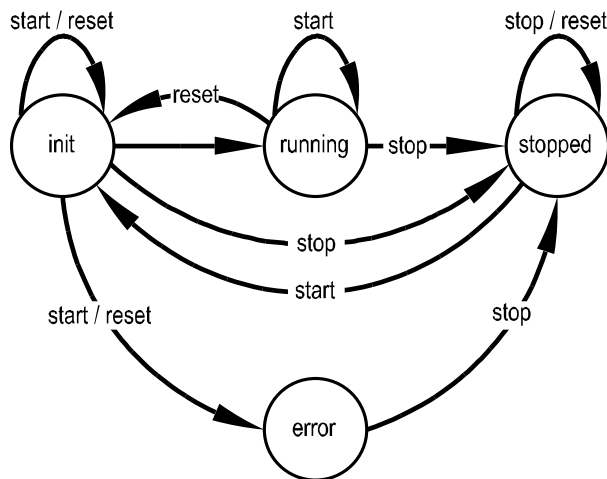 start / reset
start
stop / reset
reset
init
running
stop
stopped
stop
start
start / reset
stop
error